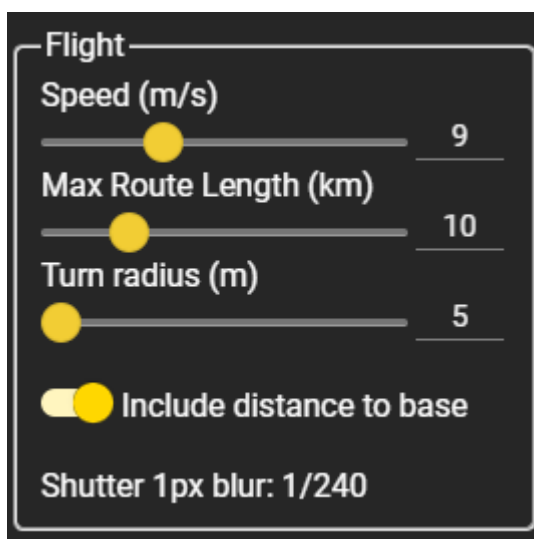 Flight
Speed (m/s)
9
Max Route Length (km)
10
Turn radius (m)
5
Include distance to base
Shutter 1px blur: 1/240